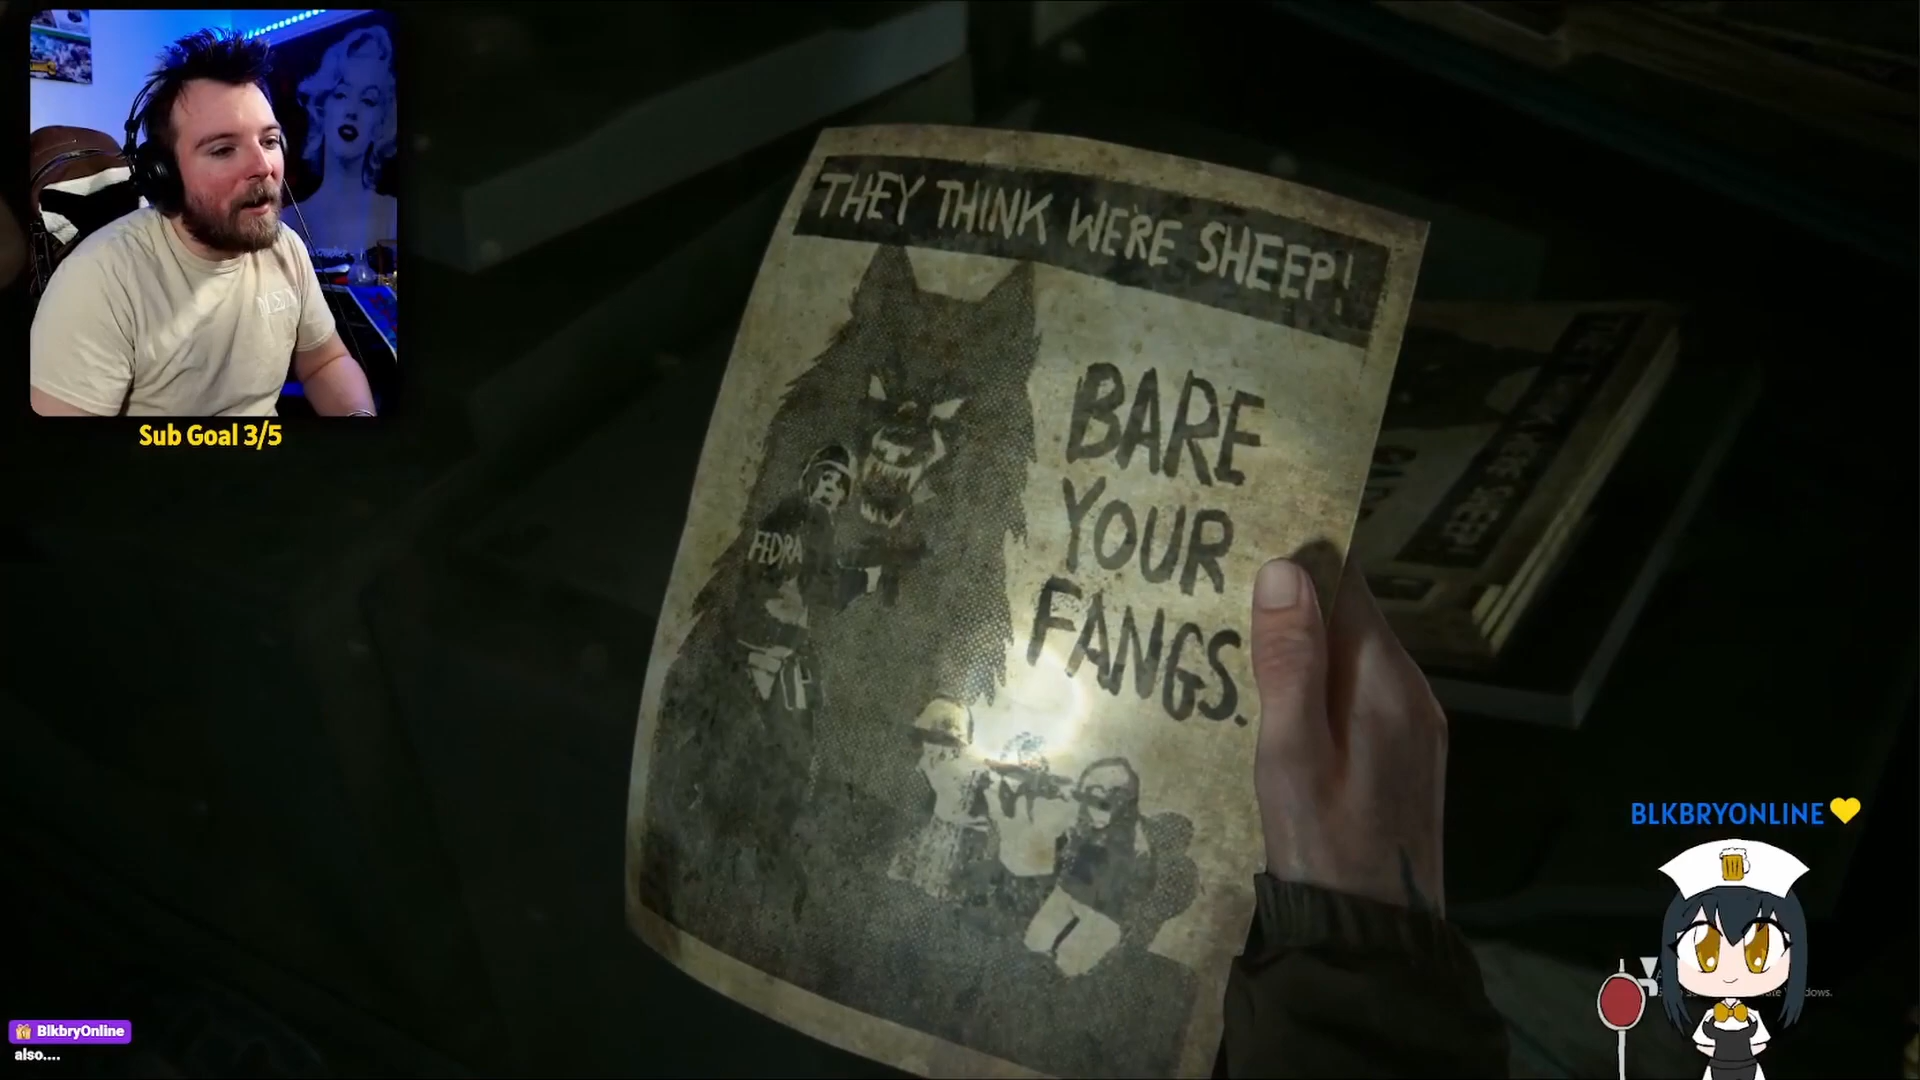 THEY THINK WE'RE SHEEP!
BARE
YOUR
FANGS.
FEDRA
Sub Goal 3/5
BLKBRYONLINE
BlkbryOnline
also....